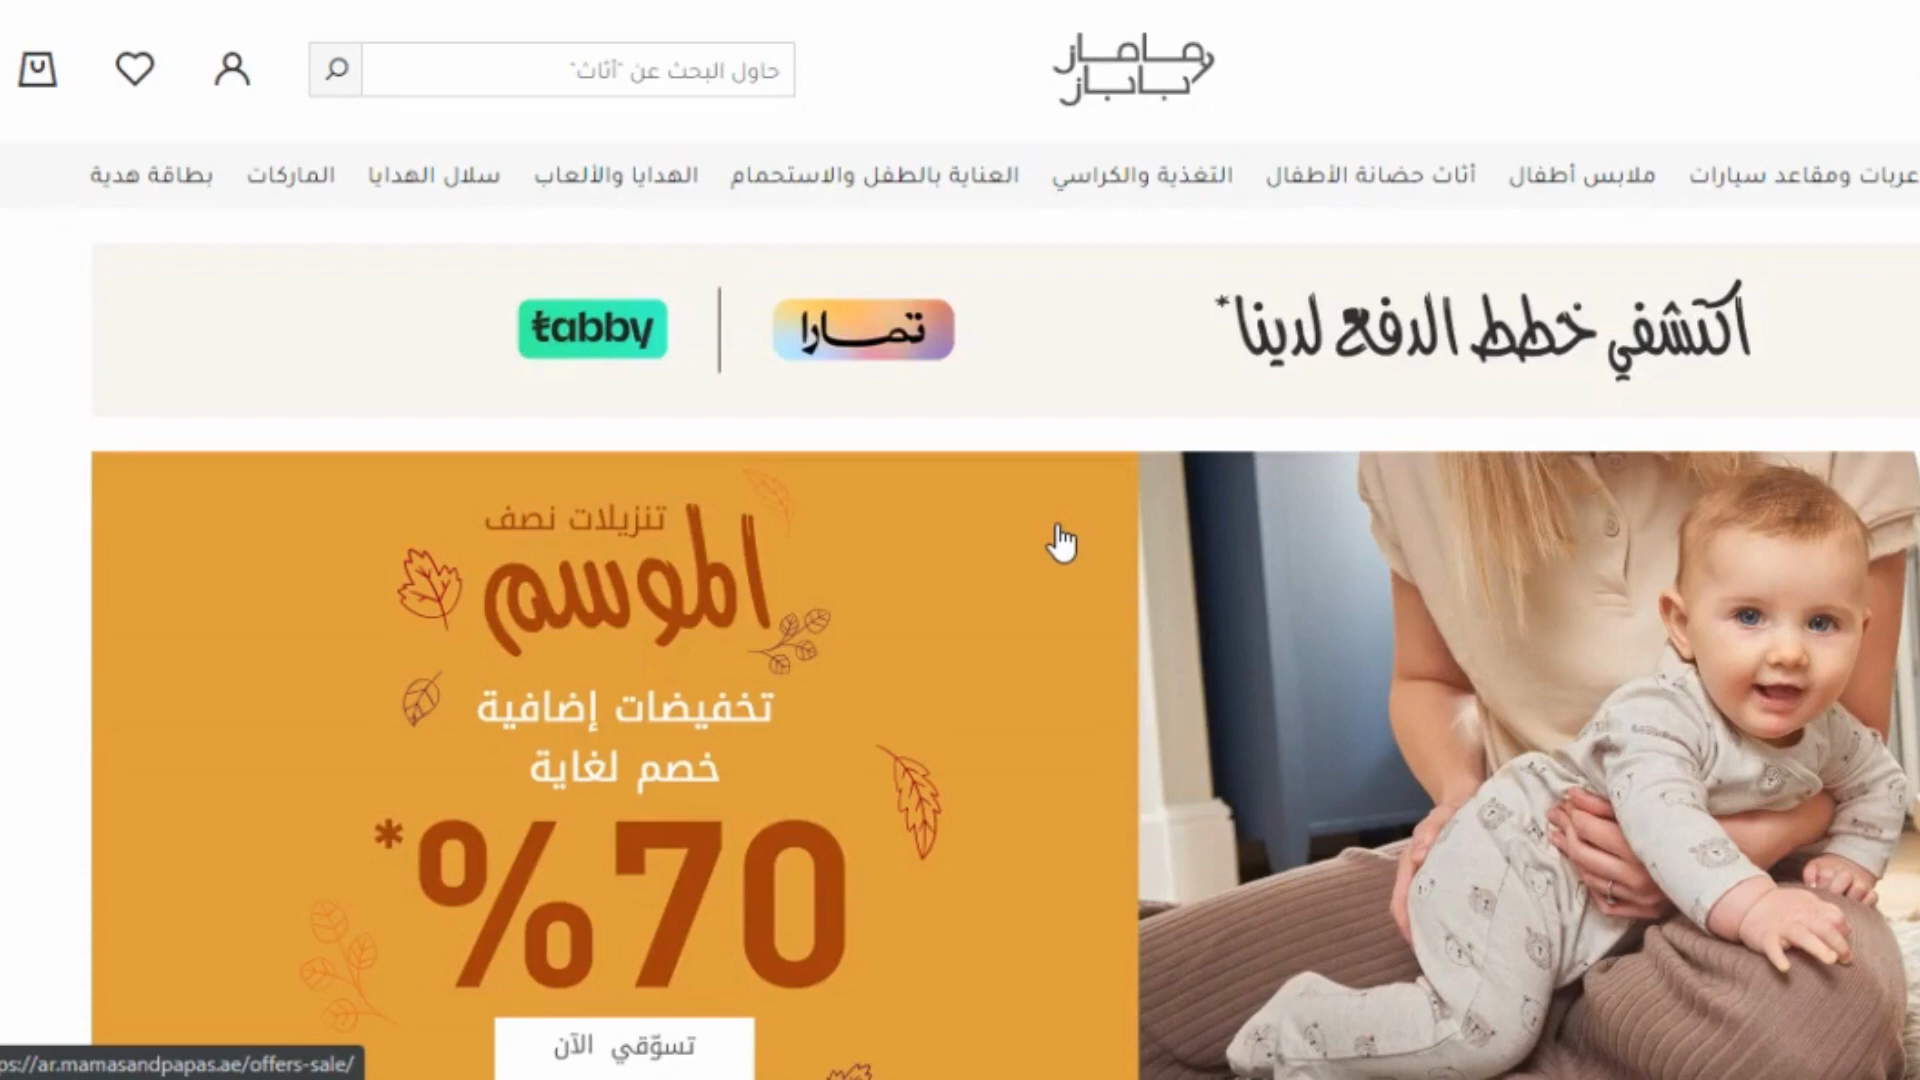 ماماز
باباز
حاول البحث عن "أثاث"
عربات ومقاعد سيارات
ملابس أطفال
أثاث حضانة الأطفال
التغذية والكراسي
العناية بالطفل والاستحمام
الهدايا والألعاب
سلال الهدايا
الماركات
بطاقة هدية
اكتشفي خطط الدفع لدينا*
تمارا
tabby
تنزيلات نصف
الموسم
تخفيضات إضافية
خصم لغاية
%70*
تسوّقي الآن
ps://ar.mamasandpapas.ae/offers-sale/